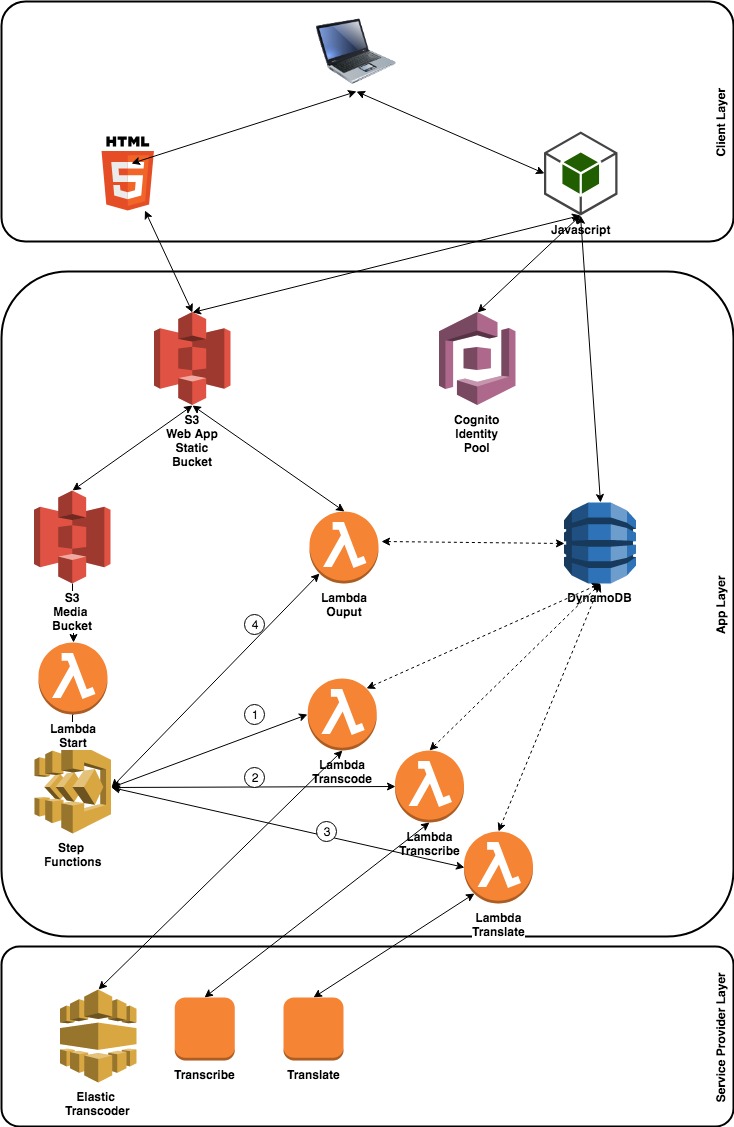 Client Layer
HTML
5
Javascript
App Layer
S3
Web App
Static
Bucket
Cognito
Identity
Pool
S3
Media
Bucket
λ
Lambda
Ouput
DynamoDB
4
λ
Lambda
Start
1
λ
Lambda
Transcode
2
λ
Lambda
Transcribe
Step
Functions
3
λ
Lambda
Translate
Service Provider Layer
Elastic
Transcoder
Transcribe
Translate